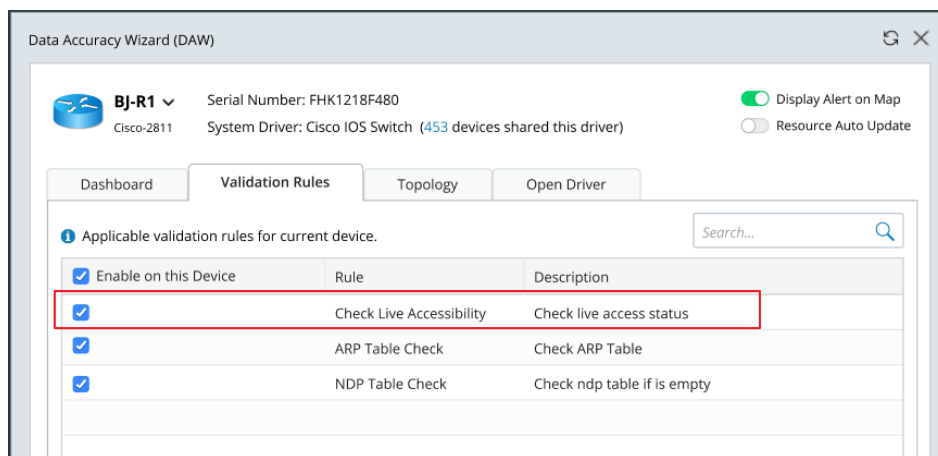 Data Accuracy Wizard (DAW)
BJ-R1
Serial Number: FHK1218F480
Display Alert on Map
Cisco-2811
System Driver: Cisco IOS Switch (453 devices shared this driver)
Resource Auto Update
Dashboard
Validation Rules
Topology
Open Driver
Applicable validation rules for current device.
Search...
Enable on this Device
Rule
Description
Check Live Accessibility
Check live access status
ARP Table Check
Check ARP Table
NDP Table Check
Check ndp table if is empty